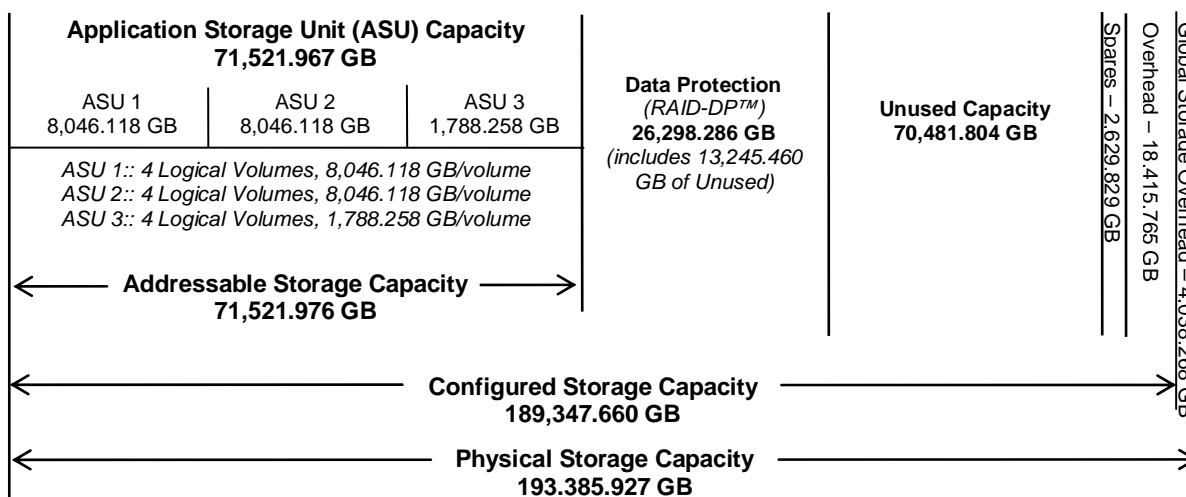 Application Storage Unit (ASU) Capacity
71,521.967 GB
ASU 1
8,046.118 GB
ASU 2
8,046.118 GB
ASU 3
1,788.258 GB
ASU 1:: 4 Logical Volumes, 8,046.118 GB/volume
ASU 2:: 4 Logical Volumes, 8,046.118 GB/volume
ASU 3:: 4 Logical Volumes, 1,788.258 GB/volume
Addressable Storage Capacity
71,521.976 GB
Data Protection
(RAID-DP™)
26,298.286 GB
(includes 13,245.460
GB of Unused)
Unused Capacity
70,481.804 GB
Spares – 2,629.829 GB
Overhead – 18.415.765 GB
Global Storage Overhead – 4,038.268 GB
Configured Storage Capacity
189,347.660 GB
Physical Storage Capacity
193.385.927 GB